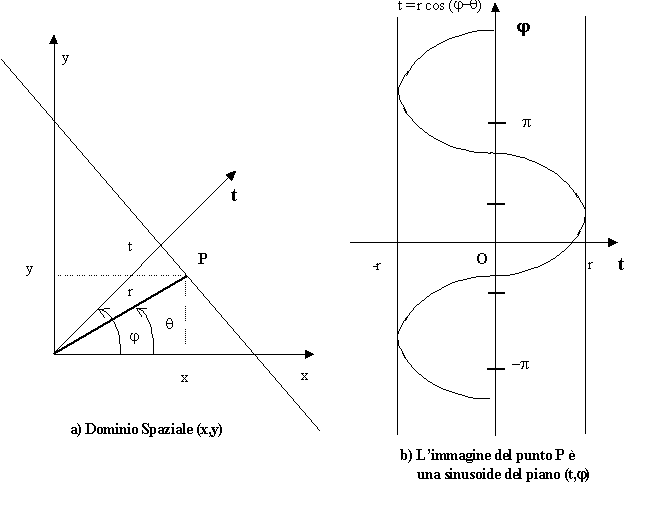 y
t
t
P
y
r
φ
θ
x
x
a) Dominio Spaziale (x,y)
t = r cos (φ−θ)
φ
π
O
-r
r
t
−π
b) L'immagine del punto P è
una sinusoide del piano (t,φ)